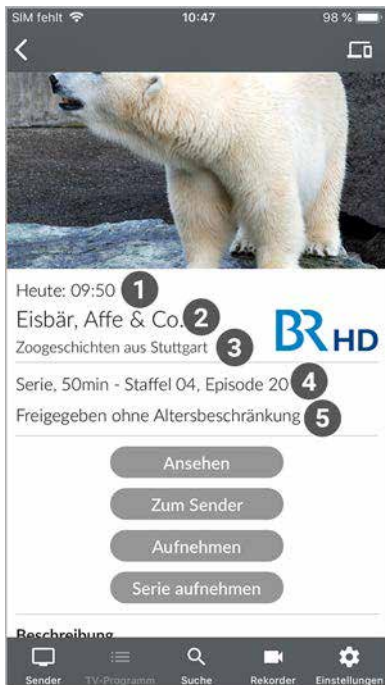 SIM fehlt 10:47 98 %
Heute: 09:50 1
Eisbär, Affe & Co. 2
Zoogeschichten aus Stuttgart 3
BR HD
Serie, 50min - Staffel 04, Episode 20 4
Freigegeben ohne Altersbeschränkung 5
Ansehen
Zum Sender
Aufnehmen
Serie aufnehmen
Beschreibung
Sender TV-Programm Suche Rekorder Einstellungen